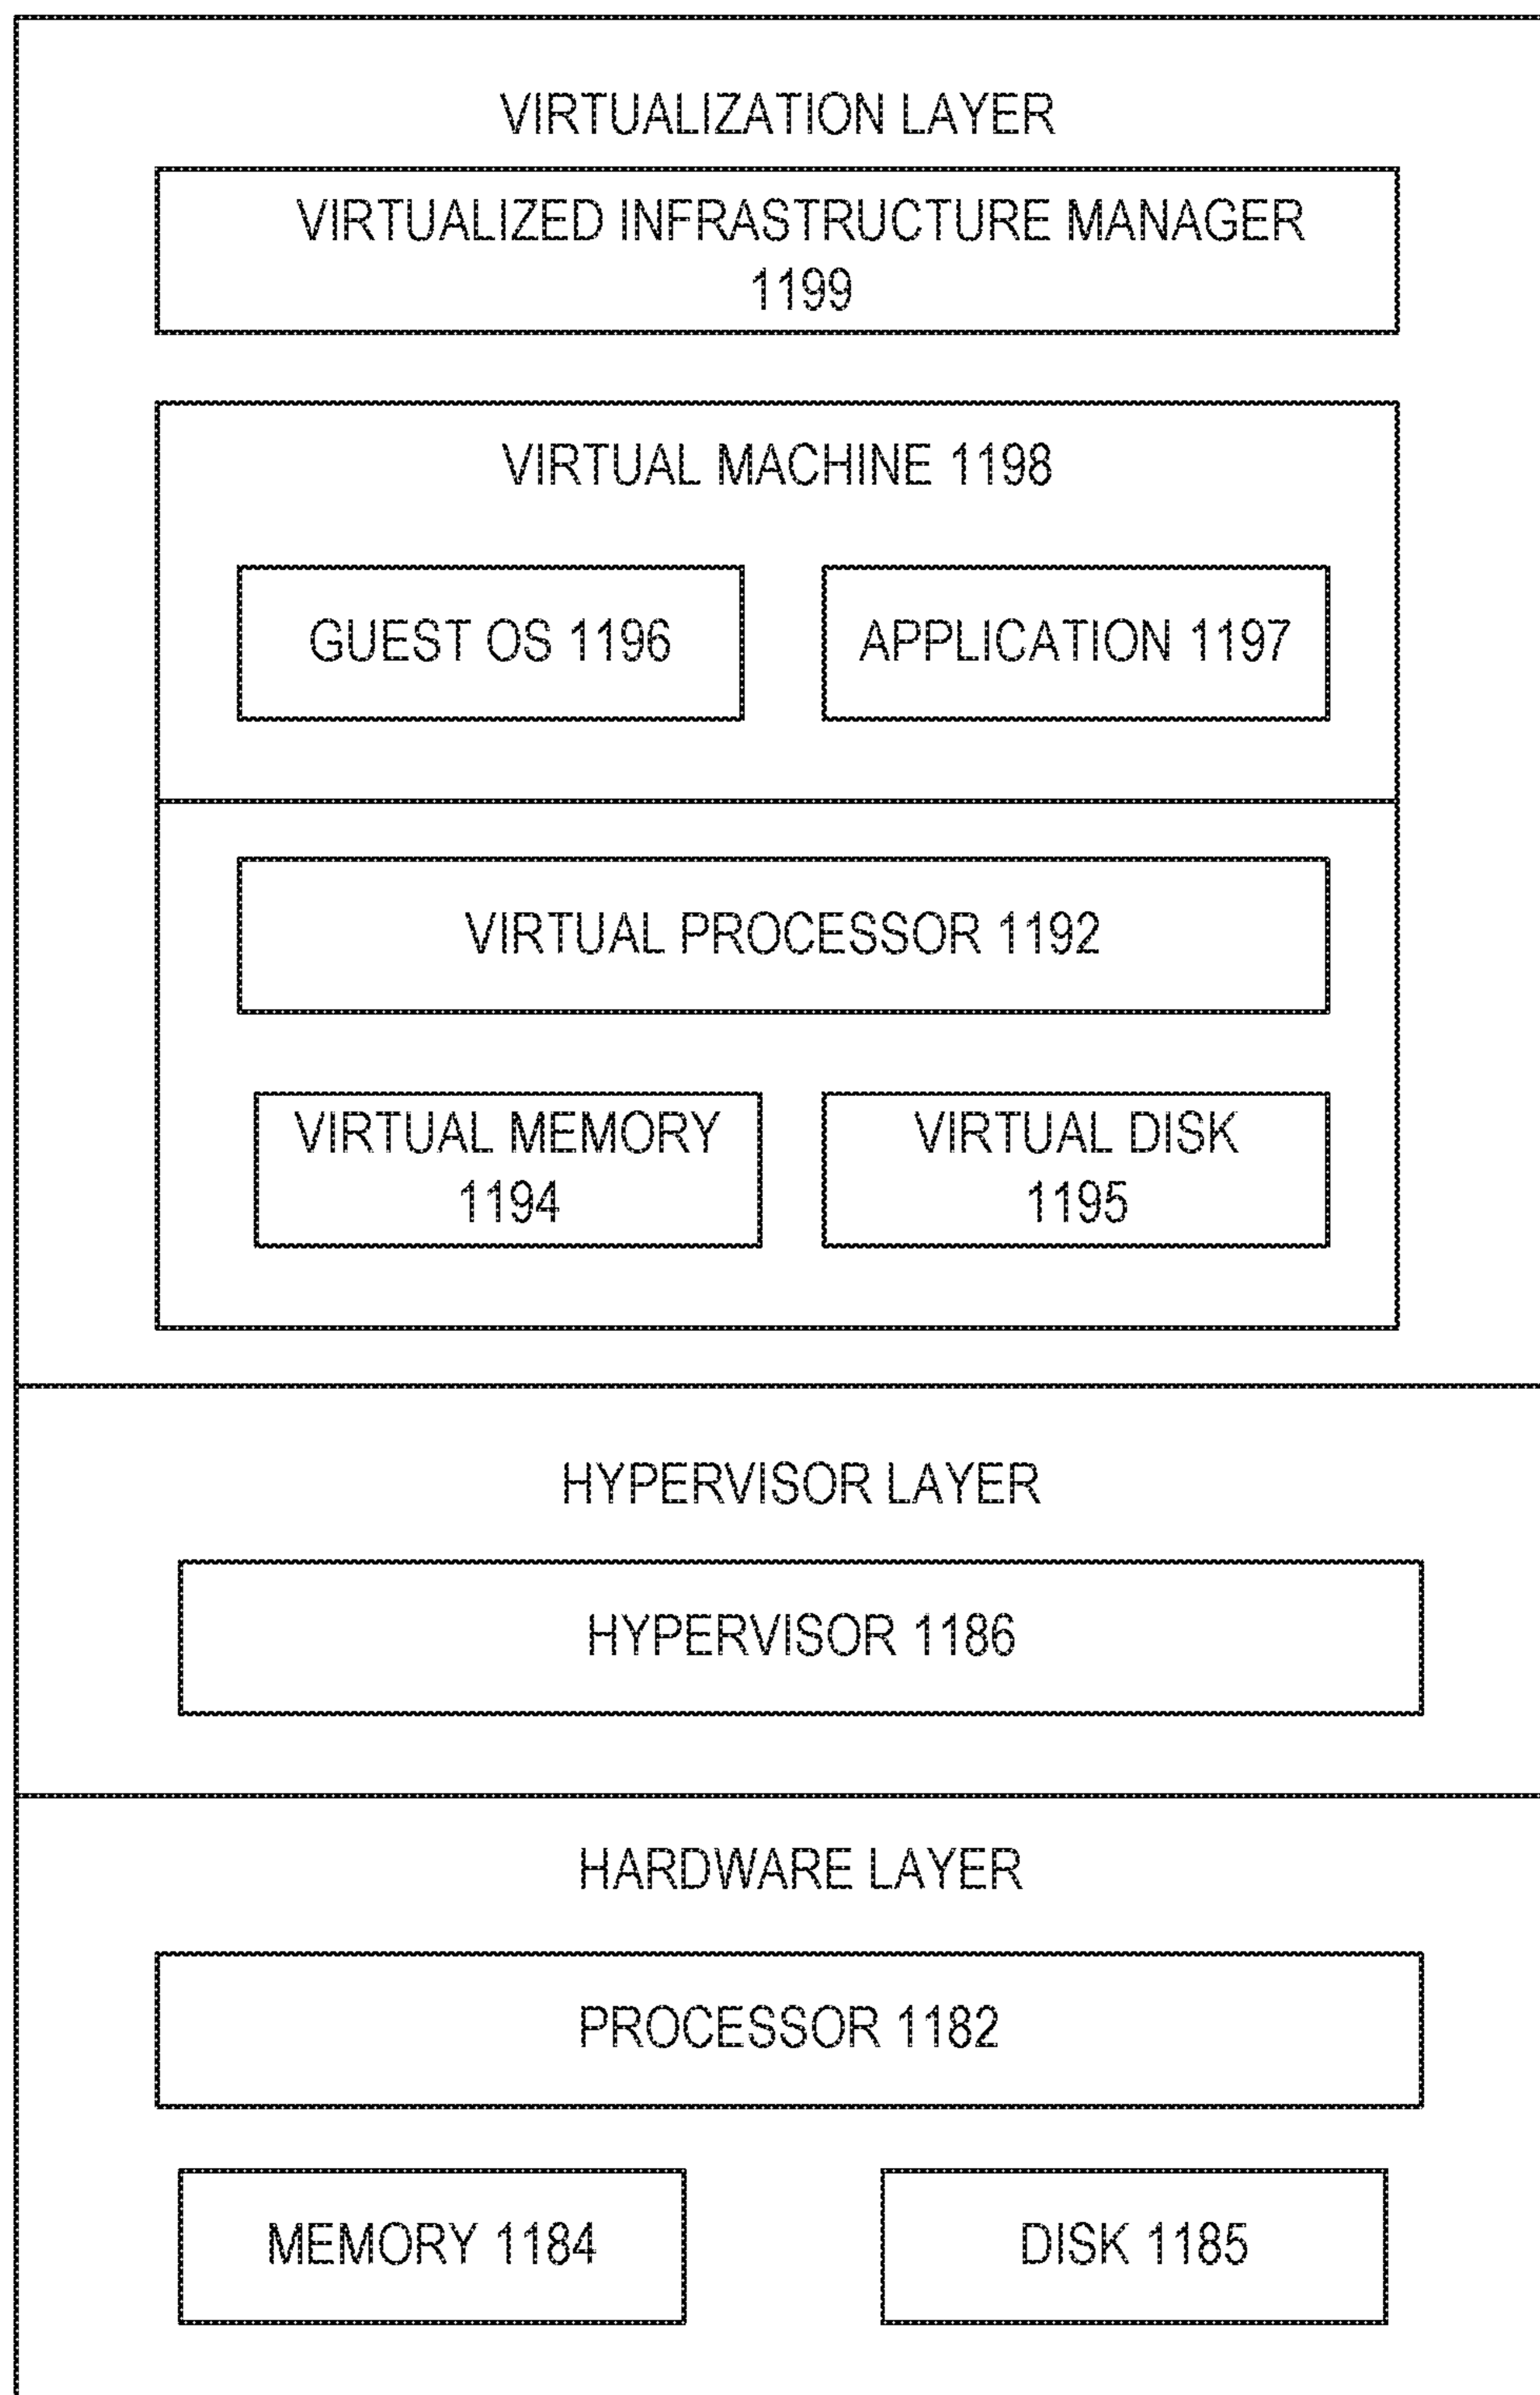 VIRTUALIZATION LAYER
VIRTUALIZED INFRASTRUCTURE MANAGER
1199
VIRTUAL MACHINE 1198
GUEST OS 1196
APPLICATION 1197
VIRTUAL PROCESSOR 1192
VIRTUAL MEMORY
1194
VIRTUAL DISK
1195
HYPERVISOR LAYER
HYPERVISOR 1186
HARDWARE LAYER
PROCESSOR 1182
MEMORY 1184
DISK 1185